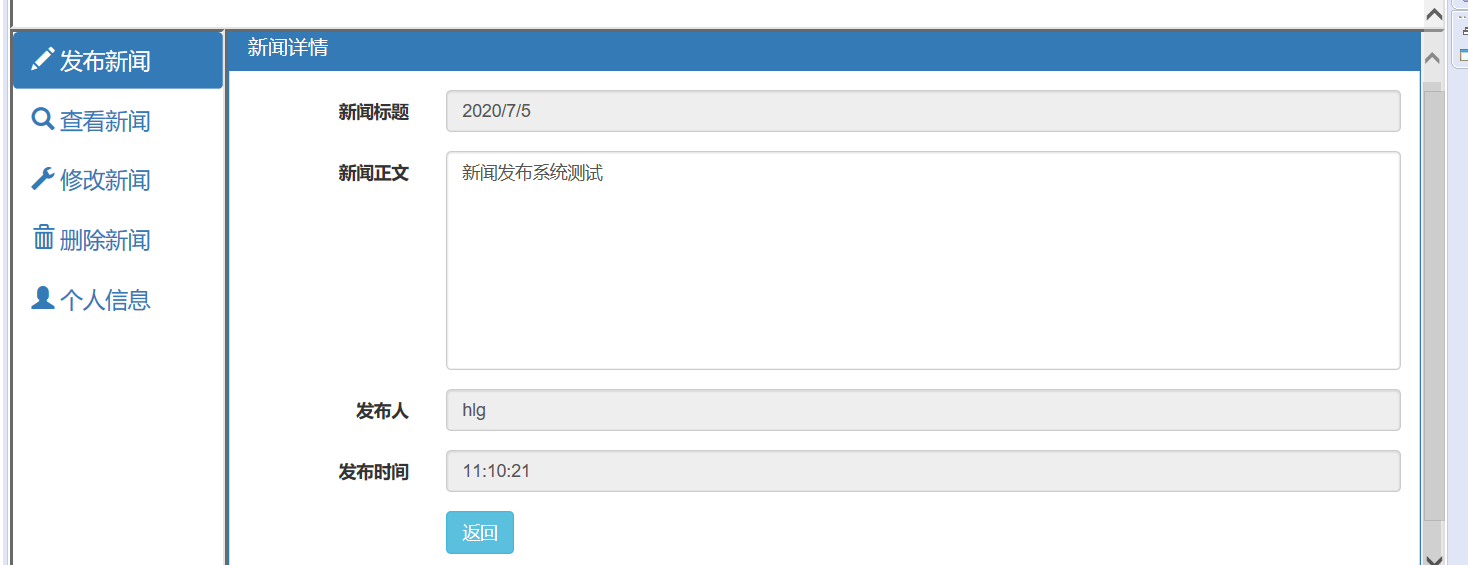 发布新闻
查看新闻
修改新闻
删除新闻
个人信息
新闻详情
新闻标题 2020/7/5
新闻正文 新闻发布系统测试
发布人 hlg
发布时间 11:10:21
返回